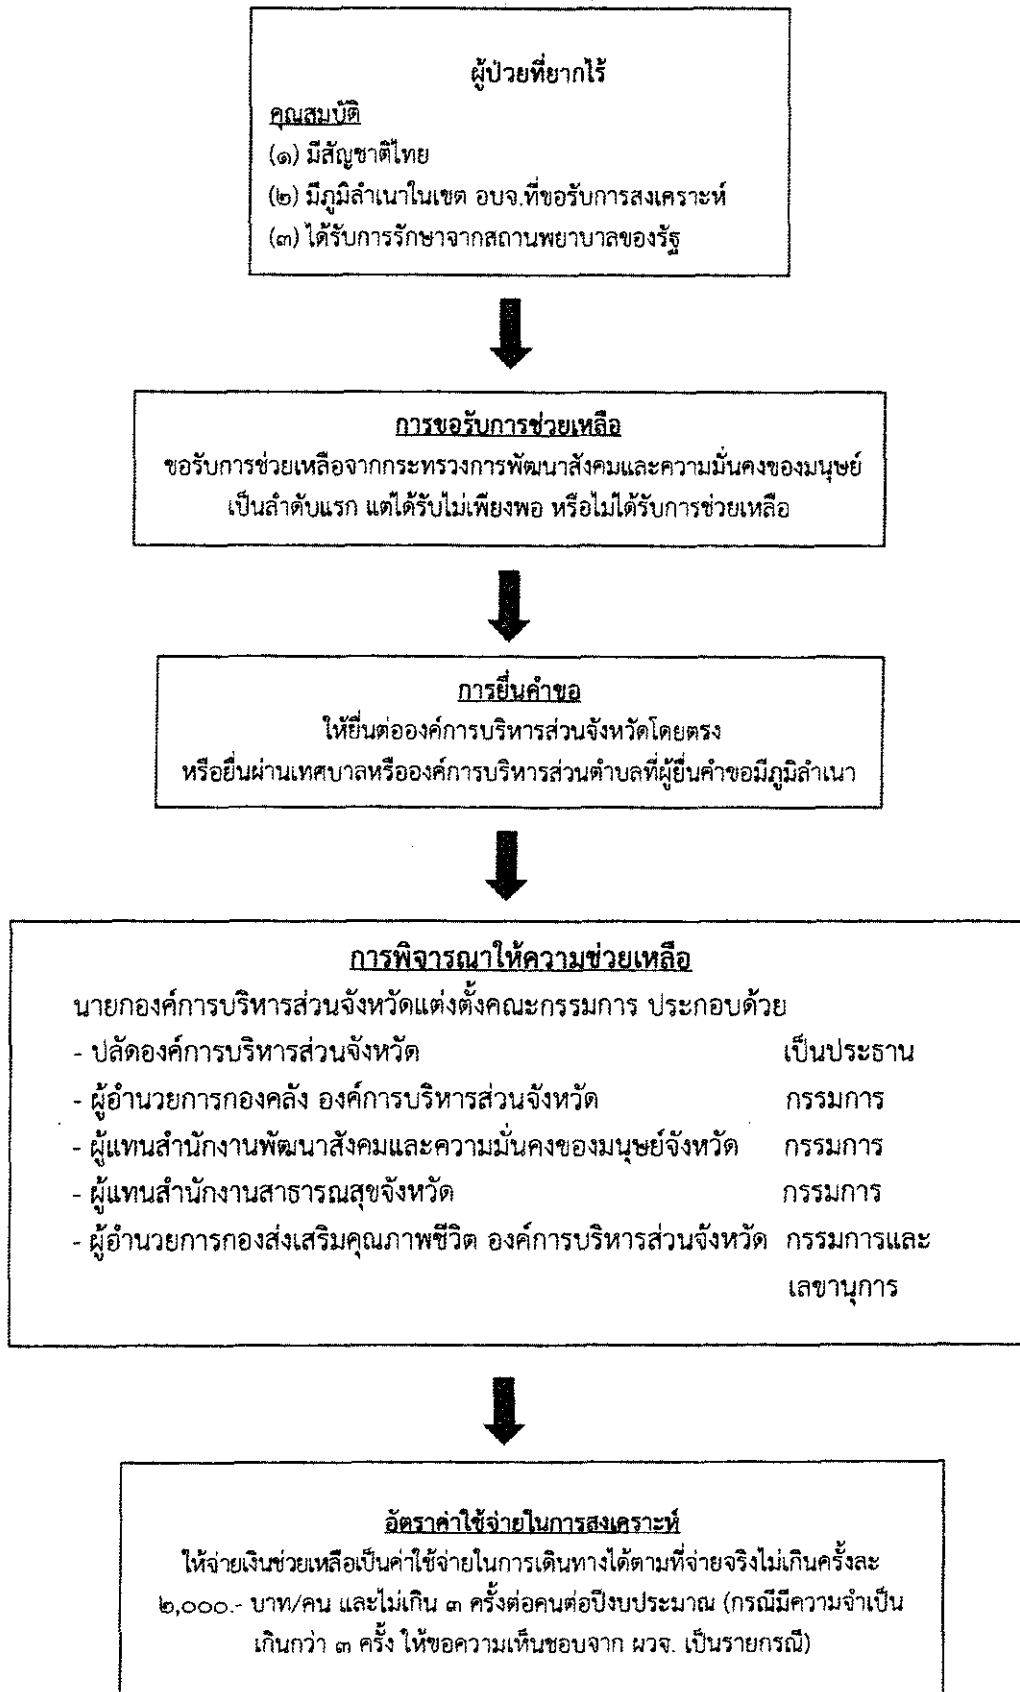 ผู้ป่วยที่ยากไร้
คุณสมบัติ
(๑) มีสัญชาติไทย
(๒) มีภูมิลำเนาในเขต อบจ.ที่ขอรับการสงเคราะห์
(๓) ได้รับการรักษาจากสถานพยาบาลของรัฐ
การขอรับการช่วยเหลือ
ขอรับการช่วยเหลือจากกระทรวงการพัฒนาสังคมและความมั่นคงของมนุษย์
เป็นลำดับแรก แต่ได้รับไม่เพียงพอ หรือไม่ได้รับการช่วยเหลือ
การยื่นคำขอ
ให้ยื่นต่อองค์การบริหารส่วนจังหวัดโดยตรง
หรือยื่นผ่านเทศบาลหรือองค์การบริหารส่วนตำบลที่ผู้ยื่นคำขอมีภูมิลำเนา
การพิจารณาให้ความช่วยเหลือ
นายกองค์การบริหารส่วนจังหวัดแต่งตั้งคณะกรรมการ ประกอบด้วย
- ปลัดองค์การบริหารส่วนจังหวัด เป็นประธาน
- ผู้อำนวยการกองคลัง องค์การบริหารส่วนจังหวัด กรรมการ
- ผู้แทนสำนักงานพัฒนาสังคมและความมั่นคงของมนุษย์จังหวัด กรรมการ
- ผู้แทนสำนักงานสาธารณสุขจังหวัด กรรมการ
- ผู้อำนวยการกองส่งเสริมคุณภาพชีวิต องค์การบริหารส่วนจังหวัด กรรมการและ
เลขานุการ
อัตราค่าใช้จ่ายในการสงเคราะห์
ให้จ่ายเงินช่วยเหลือเป็นค่าใช้จ่ายในการเดินทางได้ตามที่จ่ายจริงไม่เกินครั้งละ
๒,๐๐๐.- บาท/คน และไม่เกิน ๓ ครั้งต่อคนต่อปีงบประมาณ (กรณีมีความจำเป็น
เกินกว่า ๓ ครั้ง ให้ขอความเห็นชอบจาก ผวจ. เป็นรายกรณี)